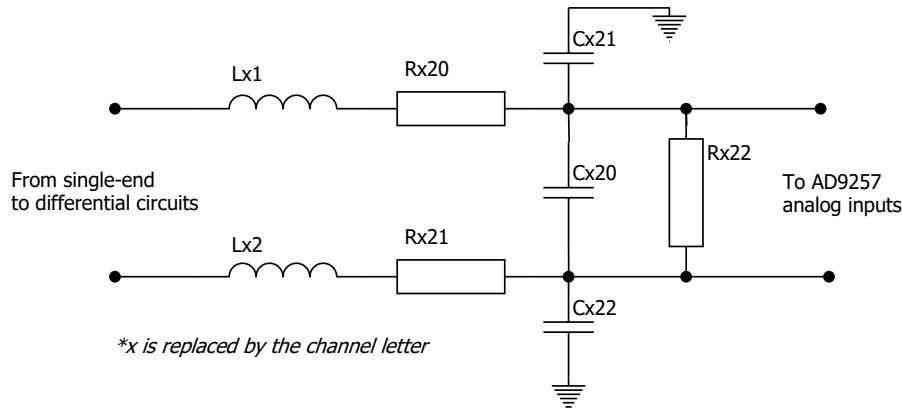 Cx21
Lx1
Rx20
Rx22
Cx20
From single-end
to differential circuits
To AD9257
analog inputs
Lx2
Rx21
Cx22
*x is replaced by the channel letter